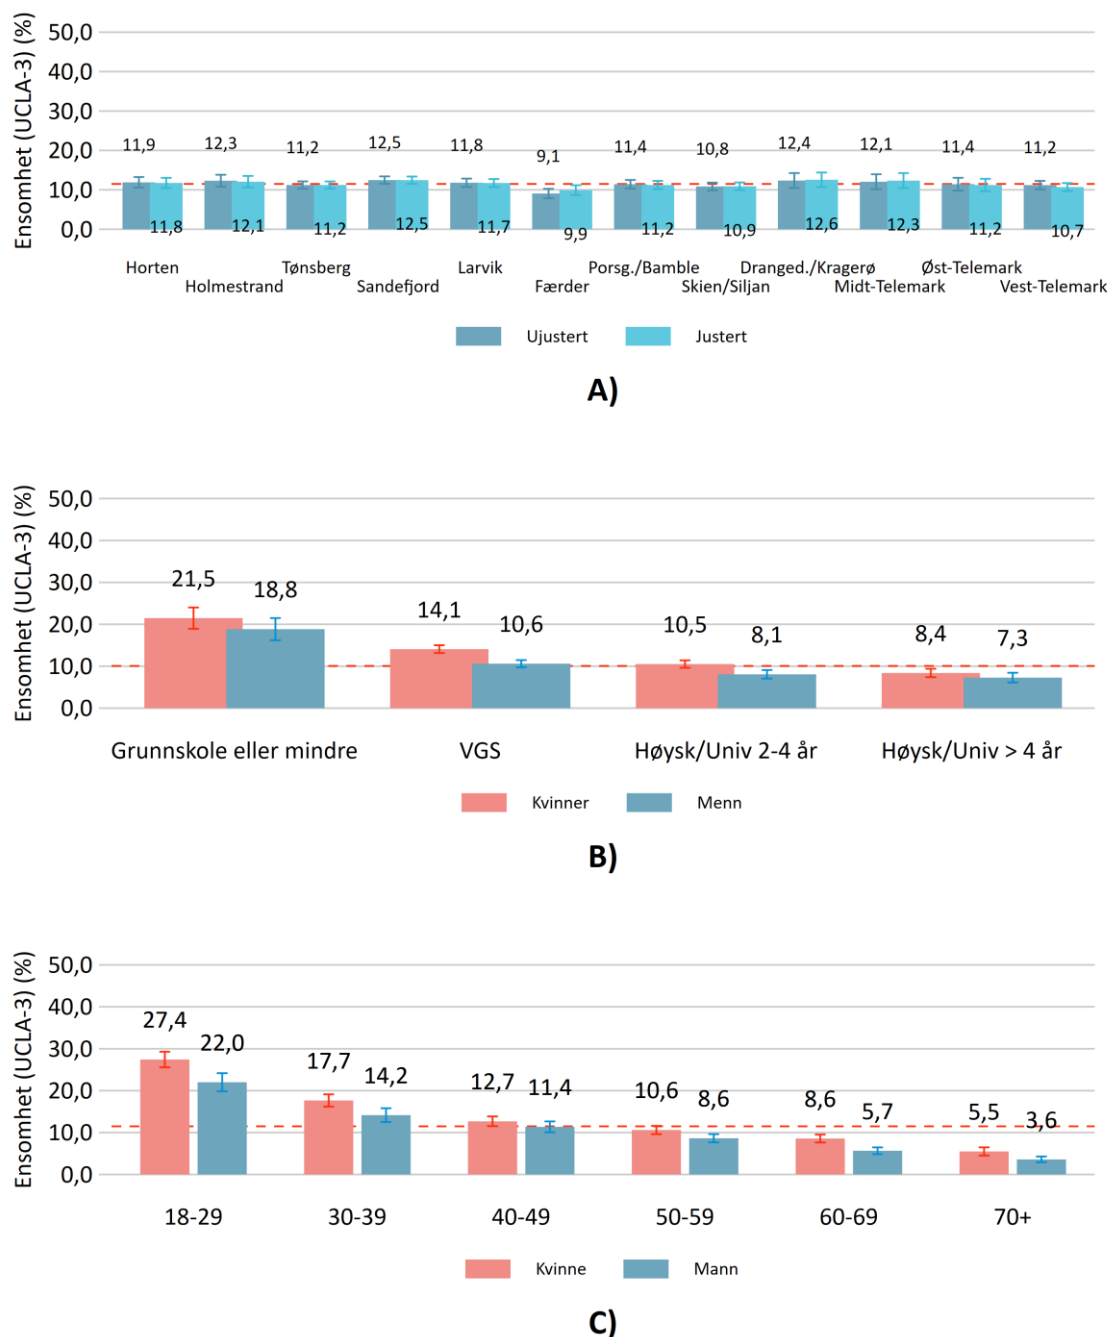 Ensomhet (UCLA-3) (%)
50,0
40,0
30,0
20,0
10,0
0,0
11,9 12,3 11,2 12,5 11,8 9,1 11,4 10,8 12,4 12,1 11,4 11,2
11,8 12,1 11,2 12,5 11,7 9,9 11,2 10,9 12,6 12,3 11,2 10,7
Horten Tønsberg Larvik Porsg./Bamble Dranged./Kragerø Øst-Telemark
Holmestrand Sandefjord Færder Skien/Siljan Midt-Telemark Vest-Telemark
Ujustert Justert
A)
Ensomhet (UCLA-3) (%)
50,0
40,0
30,0
20,0
10,0
0,0
21,5 18,8 14,1 10,6 10,5 8,1 8,4 7,3
Grunnskole eller mindre VGS Høysk/Univ 2-4 år Høysk/Univ > 4 år
Kvinner Menn
B)
Ensomhet (UCLA-3) (%)
50,0
40,0
30,0
20,0
10,0
0,0
27,4 22,0 17,7 14,2 12,7 11,4 10,6 8,6 8,6 5,7 5,5 3,6
18-29 30-39 40-49 50-59 60-69 70+
Kvinne Mann
C)